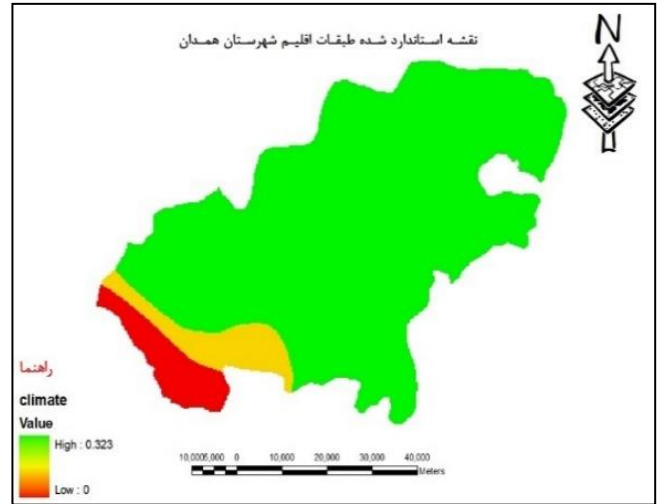 نقشه استاندارد شده طبقات اقلیم شهرستان همدان
N
راهنما
climate
Value
High : 0.323
Low : 0
10,0005,000 0 10,000 20,000 30,000 40,000
Meters